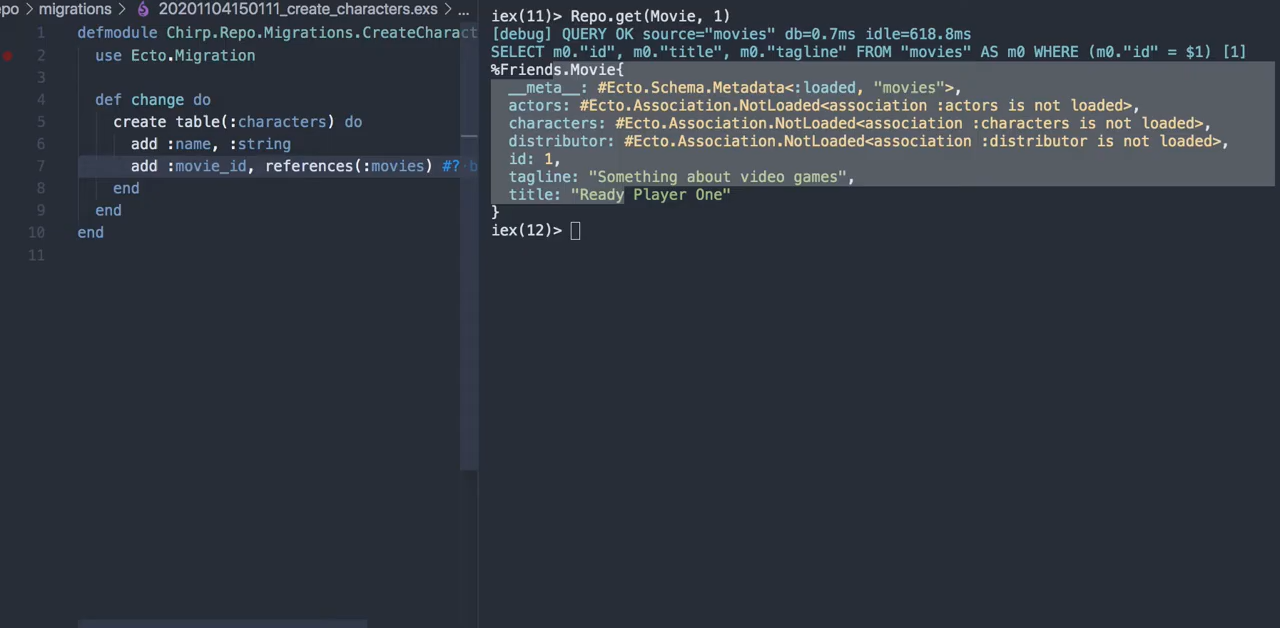 po > migrations > 20201104150111_create_characters.exs > ...
1 defmodule Chirp.Repo.Migrations.CreateCharact
2 use Ecto.Migration
3
4 def change do
5 create table(:characters) do
6 add :name, :string
7 add :movie_id, references(:movies) #? b
8 end
9 end
10 end
11
iex(11)> Repo.get(Movie, 1)
[debug] QUERY OK source="movies" db=0.7ms idle=618.8ms
SELECT m0."id", m0."title", m0."tagline" FROM "movies" AS m0 WHERE (m0."id" = $1) [1]
%Friends.Movie{
__meta__: #Ecto.Schema.Metadata<:loaded, "movies">,
actors: #Ecto.Association.NotLoaded<association :actors is not loaded>,
characters: #Ecto.Association.NotLoaded<association :characters is not loaded>,
distributor: #Ecto.Association.NotLoaded<association :distributor is not loaded>,
id: 1,
tagline: "Something about video games",
title: "Ready Player One"
}
iex(12)>